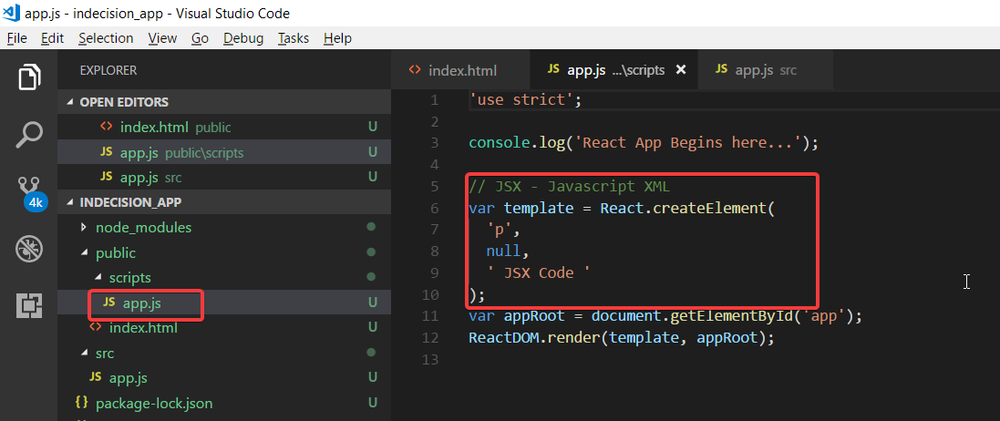 app.js - indecision_app - Visual Studio Code
File Edit Selection View Go Debug Tasks Help
EXPLORER
OPEN EDITORS
<> index.html public U
JS app.js public\scripts U
JS app.js src U
4k
INDECISION_APP
node_modules
public
scripts
JS app.js U
<> index.html U
src
JS app.js U
{} package-lock.json U
<> index.html
JS app.js ...\scripts ×
JS app.js src
1 'use strict';
2
3 console.log('React App Begins here...');
4
5 // JSX - Javascript XML
6 var template = React.createElement(
7 'p',
8 null,
9 ' JSX Code '
10 );
11 var appRoot = document.getElementById('app');
12 ReactDOM.render(template, appRoot);
13